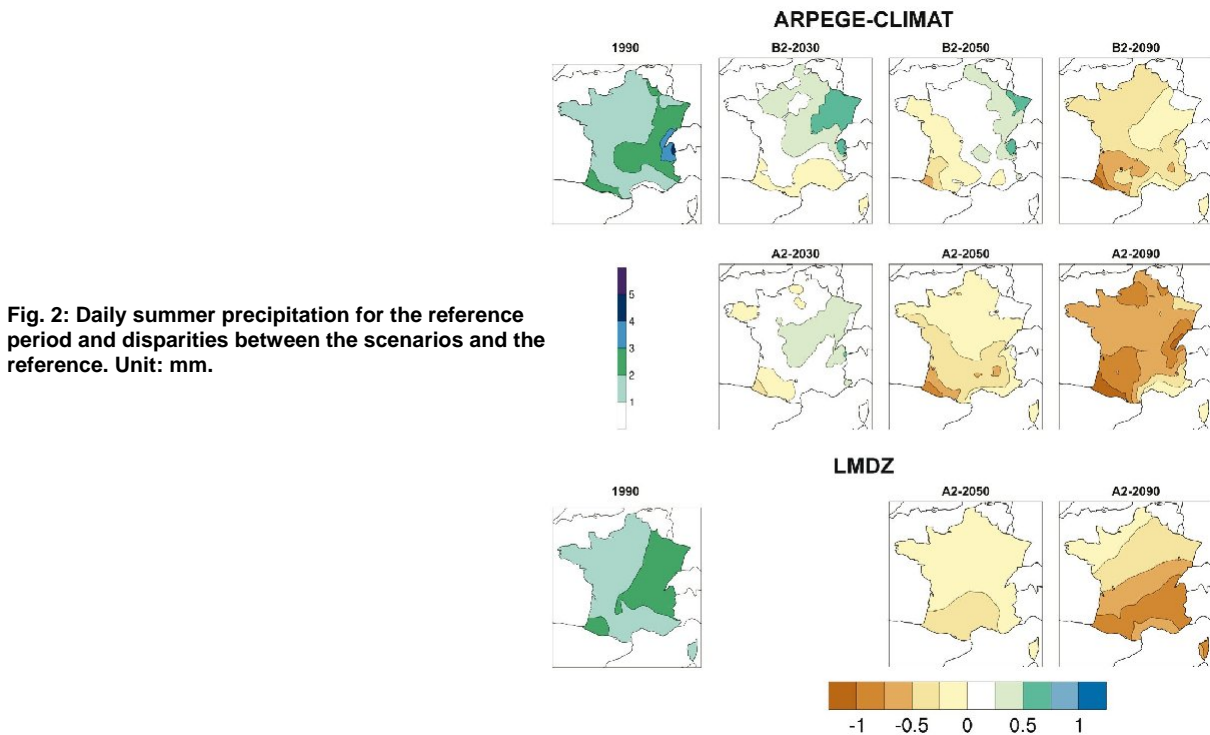 ARPEGE-CLIMAT
1990
B2-2030
B2-2050
B2-2090
A2-2030
A2-2050
A2-2090
5
4
3
2
1
Fig. 2: Daily summer precipitation for the reference
period and disparities between the scenarios and the
reference. Unit: mm.
LMDZ
1990
A2-2050
A2-2090
-1 -0.5 0 0.5 1